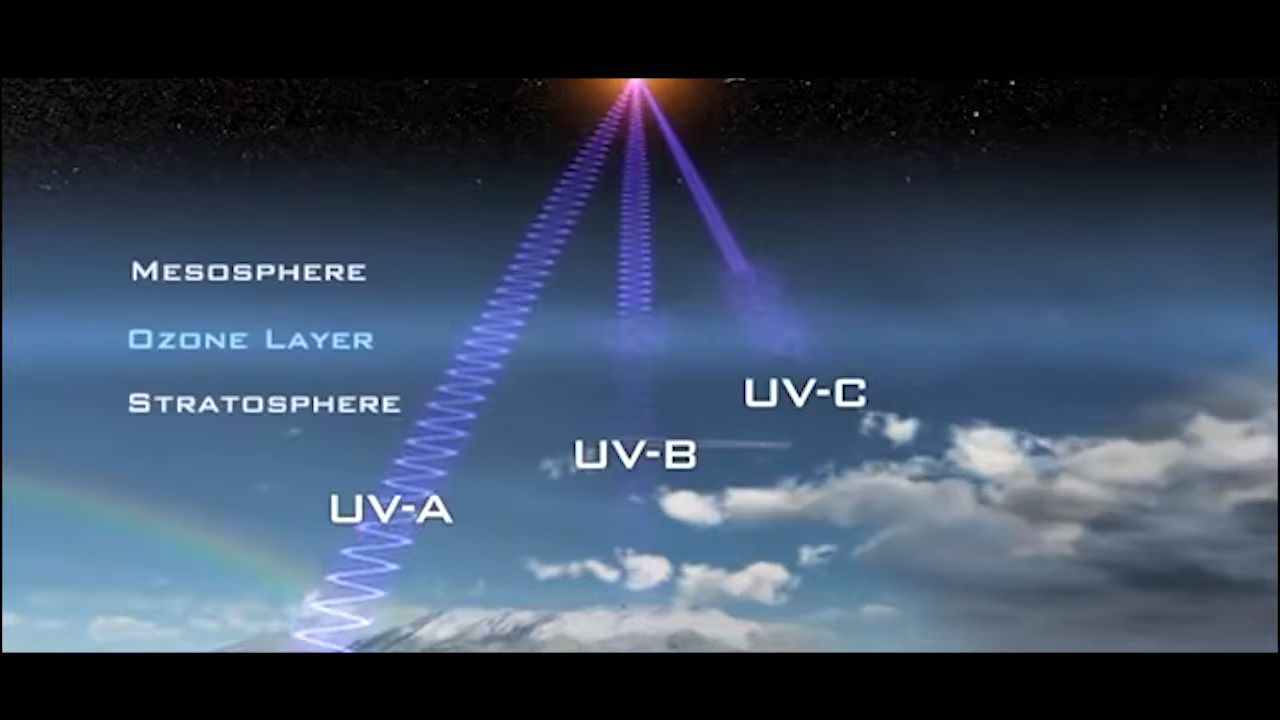 Mesosphere
Ozone Layer
Stratosphere
UV-C
UV-B
UV-A